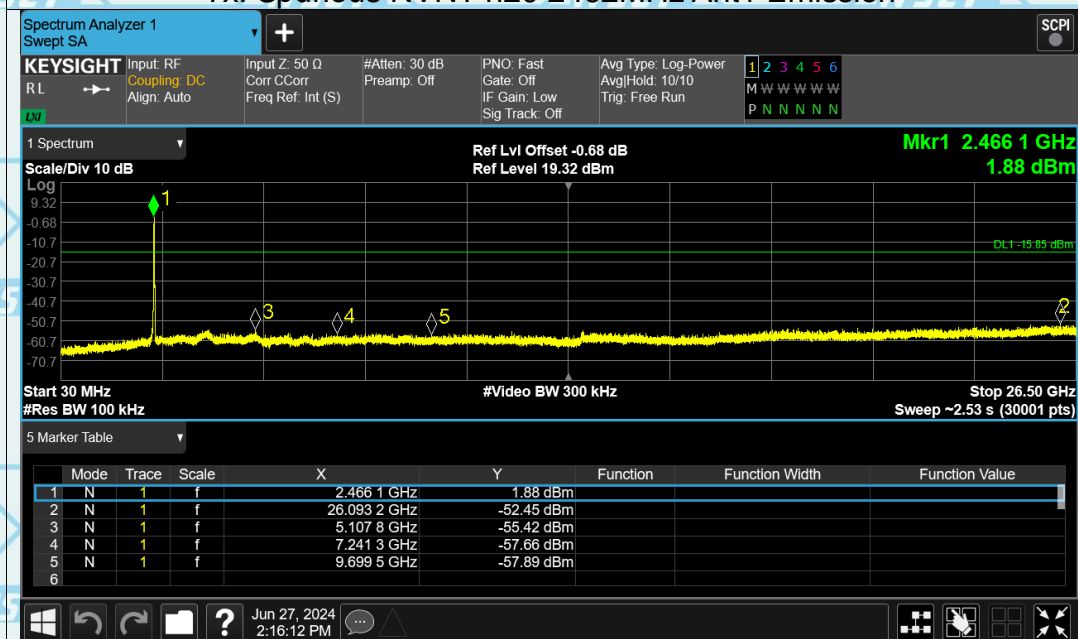 Spectrum Analyzer 1
Swept SA
+
SCPI
KEYSIGHT
RL
LXI
Input: RF
Coupling: DC
Align: Auto
Input Z: 50 Ω
Corr CCorr
Freq Ref: Int (S)
#Atten: 30 dB
Preamp: Off
PNO: Fast
Gate: Off
IF Gain: Low
Sig Track: Off
Avg Type: Log-Power
Avg|Hold: 10/10
Trig: Free Run
1 2 3 4 5 6
M W W W W W
P N N N N N
1 Spectrum
Scale/Div 10 dB
Log
Ref Lvl Offset -0.68 dB
Ref Level 19.32 dBm
Mkr1 2.466 1 GHz
1.88 dBm
9.32
-0.68
-10.7
-20.7
-30.7
-40.7
-50.7
-60.7
-70.7
1
DL1 -15.85 dBm
2
3
4
5
Start 30 MHz
#Res BW 100 kHz
#Video BW 300 kHz
Stop 26.50 GHz
Sweep ~2.53 s (30001 pts)
5 Marker Table
Mode Trace Scale X Y Function Function Width Function Value
1 N 1 f 2.466 1 GHz 1.88 dBm
2 N 1 f 26.093 2 GHz -52.45 dBm
3 N 1 f 5.107 8 GHz -55.42 dBm
4 N 1 f 7.241 3 GHz -57.66 dBm
5 N 1 f 9.699 5 GHz -57.89 dBm
6
?
Jun 27, 2024
2:16:12 PM